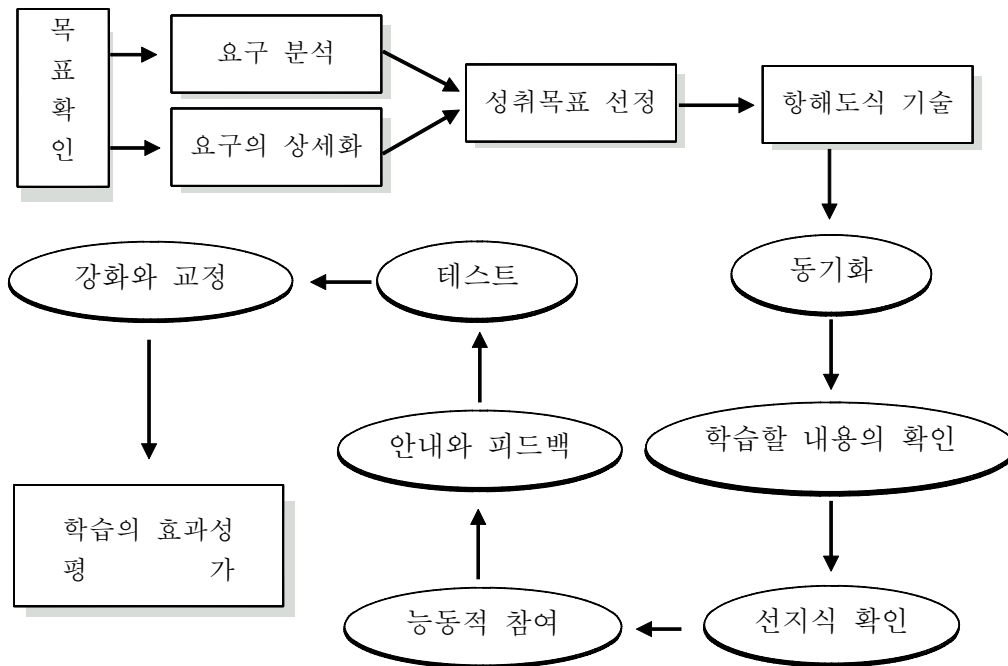 목
표
확
인
요구 분석
요구의 상세화
성취목표 선정
항해도식 기술
동기화
학습할 내용의 확인
선지식 확인
능동적 참여
안내와 피드백
테스트
강화와 교정
학습의 효과성
평 가